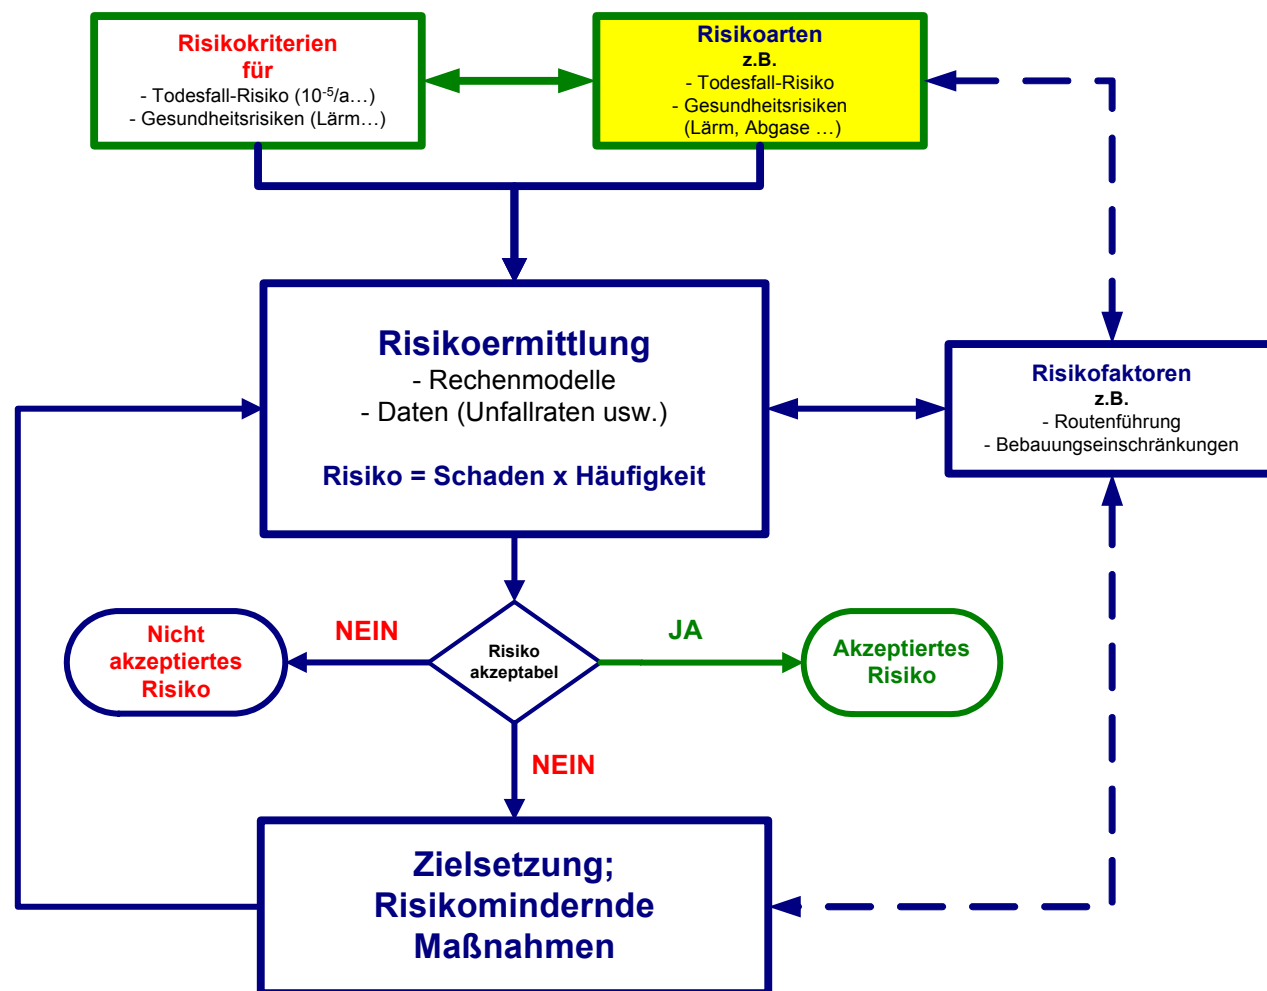 Risikokriterien
für
- Todesfall-Risiko (10⁻⁵/a…)
- Gesundheitsrisiken (Lärm…)
Risikoarten
z.B.
- Todesfall-Risiko
- Gesundheitsrisiken
(Lärm, Abgase …)
Risikoermittlung
- Rechenmodelle
- Daten (Unfallraten usw.)
Risiko = Schaden x Häufigkeit
Risikofaktoren
z.B.
- Routenführung
- Bebauungseinschränkungen
Nicht
akzeptiertes
Risiko
NEIN
Risiko
akzeptabel
JA
Akzeptiertes
Risiko
NEIN
Zielsetzung;
Risikomindernde
Maßnahmen